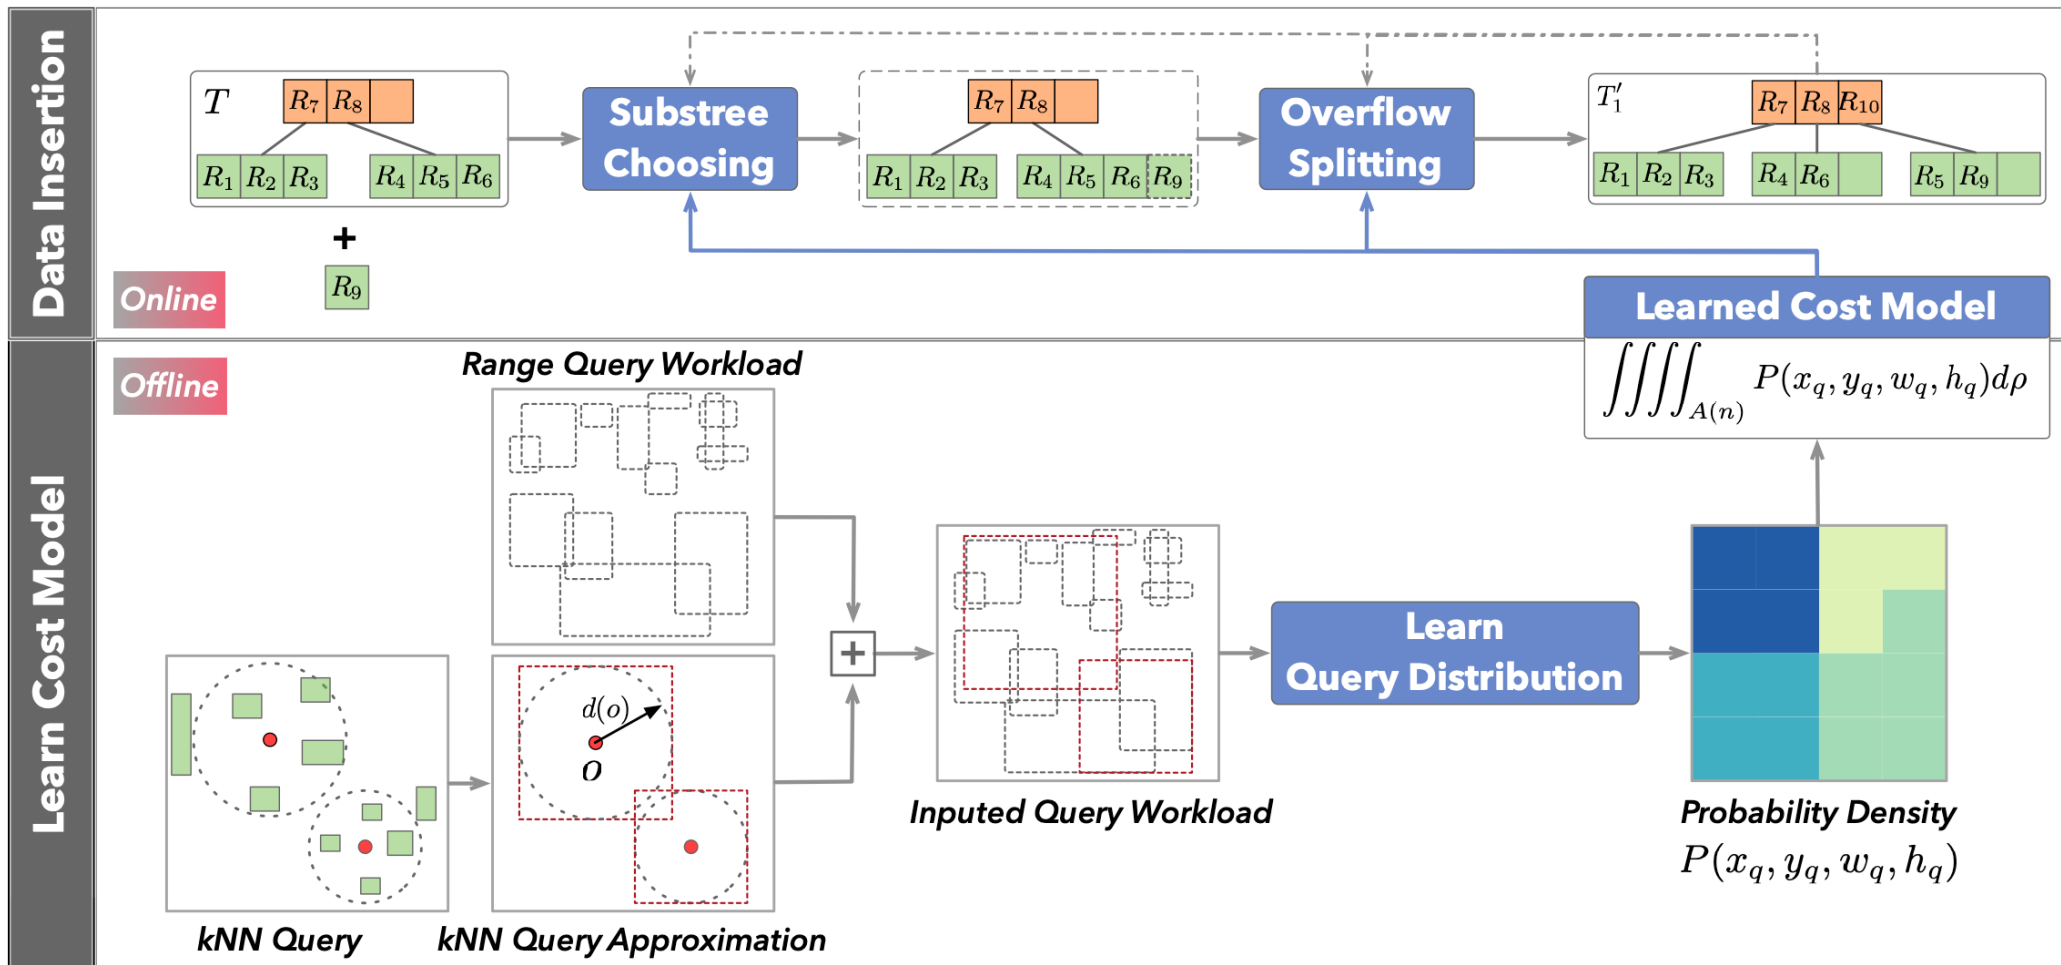 Data Insertion
T
R7 R8
R1 R2 R3
R4 R5 R6
+
R9
Online
Substree
Choosing
R7 R8
R1 R2 R3
R4 R5 R6 R9
Overflow
Splitting
T′1
R7 R8 R10
R1 R2 R3
R4 R6
R5 R9
Learned Cost Model
∫∫∫∫A(n) P(xq, yq, wq, hq)dρ
Learn Cost Model
Offline
Range Query Workload
kNN Query
d(o)
o
kNN Query Approximation
+
Inputed Query Workload
Learn
Query Distribution
Probability Density
P(xq, yq, wq, hq)